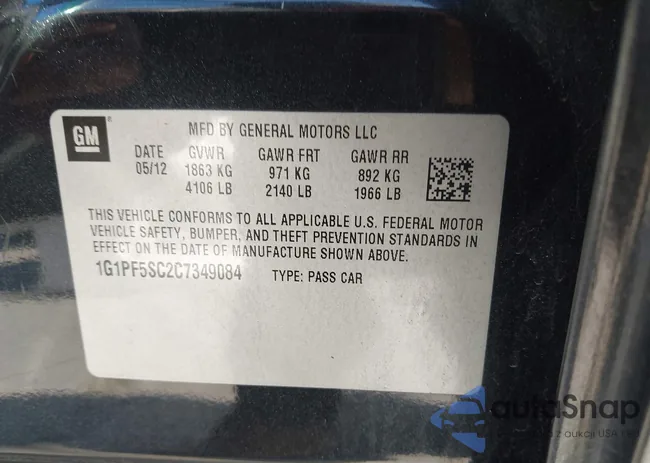 GM
MFD BY GENERAL MOTORS LLC
DATE GVWR GAWR FRT GAWR RR
05/12 1863 KG 971 KG 892 KG
4106 LB 2140 LB 1966 LB
THIS VEHICLE CONFORMS TO ALL APPLICABLE U.S. FEDERAL MOTOR
VEHICLE SAFETY, BUMPER, AND THEFT PREVENTION STANDARDS IN
EFFECT ON THE DATE OF MANUFACTURE SHOWN ABOVE.
1G1PF5SC2C7349084 TYPE: PASS CAR
autoSnap
z aukcji USA